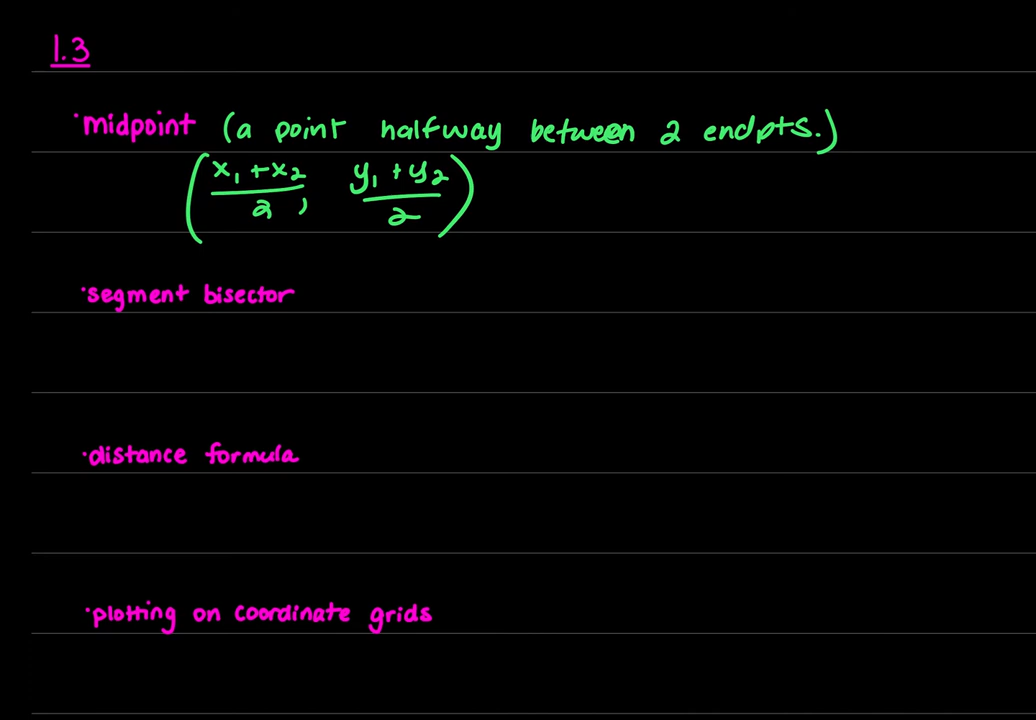 1.3
·midpoint (a point halfway between 2 endpts.)
(x₁+x₂/2, y₁+y₂/2)
·segment bisector
·distance formula
·plotting on coordinate grids